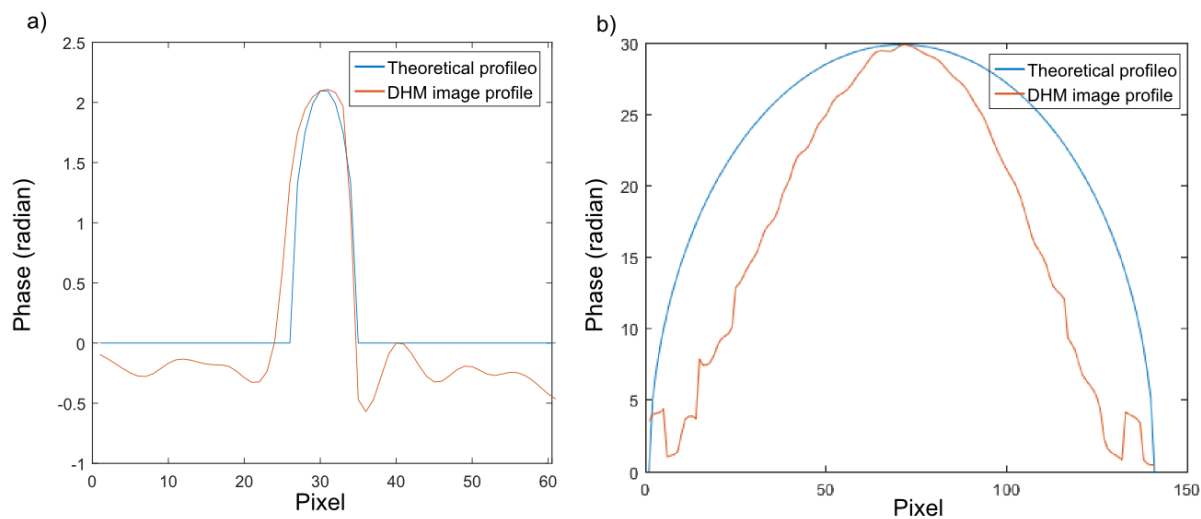 a)
2.5
2
1.5
1
0.5
0
-0.5
-1
0 10 20 30 40 50 60
Phase (radian)
Pixel
Theoretical profileo
DHM image profile
b)
30
25
20
15
10
5
0
0 50 100 150
Phase (radian)
Pixel
Theoretical profileo
DHM image profile